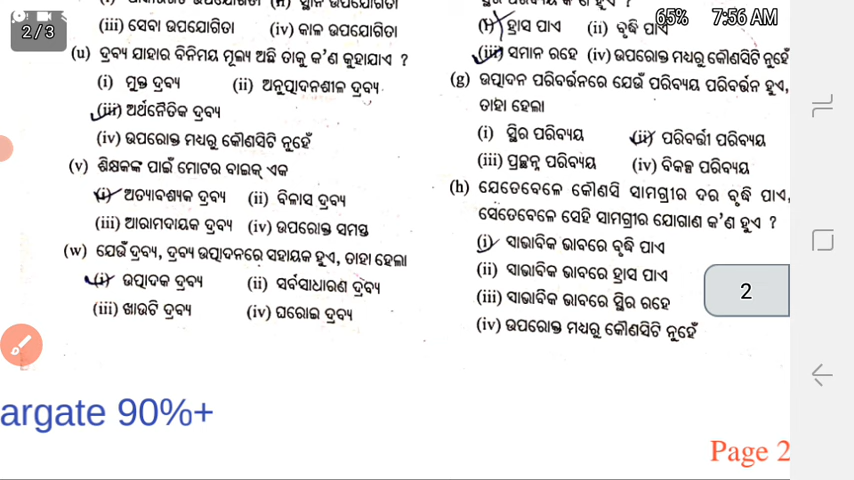 2/3
65% 7:56 AM
(iii) ସେବା ଉପଯୋଗିତା (iv) କାଳ ଉପଯୋଗିତା
(u) ଦ୍ରବ୍ୟ ଯାହାର ବିନିମୟ ମୂଲ୍ୟ ଅଛି ତାକୁ କ'ଣ କୁହାଯାଏ ?
(i) ମୁକ୍ତ ଦ୍ରବ୍ୟ (ii) ଅନୁତ୍ପାଦନଶୀଳ ଦ୍ରବ୍ୟ
(iii) ଅର୍ଥନୈତିକ ଦ୍ରବ୍ୟ
(iv) ଉପରୋକ୍ତ ମଧ୍ୟରୁ କୌଣସିଟି ନୁହେଁ
(v) ଶିକ୍ଷକଙ୍କ ପାଇଁ ମୋଟର ବାଇକ୍ ଏକ
(i) ଅତ୍ୟାବଶ୍ୟକ ଦ୍ରବ୍ୟ (ii) ବିଳାସ ଦ୍ରବ୍ୟ
(iii) ଆରାମଦାୟକ ଦ୍ରବ୍ୟ (iv) ଉପରୋକ୍ତ ସମସ୍ତ
(w) ଯେଉଁ ଦ୍ରବ୍ୟ, ଦ୍ରବ୍ୟ ଉତ୍ପାଦନରେ ସହାୟକ ହୁଏ, ତାହା ହେଲା
(i) ଉତ୍ପାଦକ ଦ୍ରବ୍ୟ (ii) ସର୍ବସାଧାରଣ ଦ୍ରବ୍ୟ
(iii) ଖାଉଟି ଦ୍ରବ୍ୟ (iv) ଘରୋଇ ଦ୍ରବ୍ୟ
(i) ହ୍ରାସ ପାଏ (ii) ବୃଦ୍ଧି ପାଏ
(iii) ସମାନ ରହେ (iv) ଉପରୋକ୍ତ ମଧ୍ୟରୁ କୌଣସିଟି ନୁହେଁ
(g) ଉତ୍ପାଦନ ପରିବର୍ତ୍ତନରେ ଯେଉଁ ପରିବ୍ୟୟ ପରିବର୍ତ୍ତନ ହୁଏ,
ତାହା ହେଲା
(i) ସ୍ଥିର ପରିବ୍ୟୟ (ii) ପରିବର୍ତ୍ତୀ ପରିବ୍ୟୟ
(iii) ପ୍ରଚ୍ଛନ୍ନ ପରିବ୍ୟୟ (iv) ବିକଳ୍ପ ପରିବ୍ୟୟ
(h) ଯେତେବେଳେ କୌଣସି ସାମଗ୍ରୀର ଦର ବୃଦ୍ଧି ପାଏ,
ସେତେବେଳେ ସେହି ସାମଗ୍ରୀର ଯୋଗାଣ କ'ଣ ହୁଏ ?
(i) ସ୍ୱାଭାବିକ ଭାବରେ ବୃଦ୍ଧି ପାଏ
(ii) ସ୍ୱାଭାବିକ ଭାବରେ ହ୍ରାସ ପାଏ
(iii) ସ୍ୱାଭାବିକ ଭାବରେ ସ୍ଥିର ରହେ
(iv) ଉପରୋକ୍ତ ମଧ୍ୟରୁ କୌଣସିଟି ନୁହେଁ
2
argate 90%+
Page 2